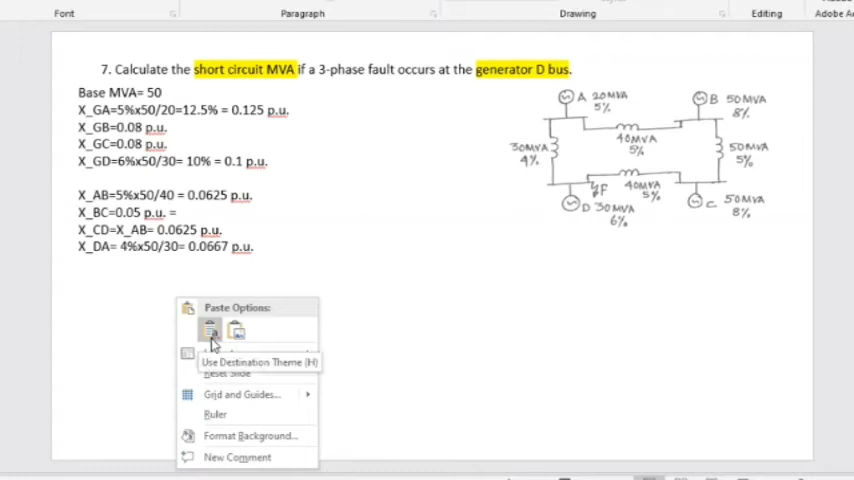 Font
Paragraph
Drawing
Editing
Adobe A
7. Calculate the short circuit MVA if a 3-phase fault occurs at the generator D bus.
Base MVA= 50
X_GA=5%x50/20=12.5% = 0.125 p.u.
X_GB=0.08 p.u.
X_GC=0.08 p.u.
X_GD=6%x50/30= 10% = 0.1 p.u.
X_AB=5%x50/40 = 0.0625 p.u.
X_BC=0.05 p.u. =
X_CD=X_AB= 0.0625 p.u.
X_DA= 4%x50/30= 0.0667 p.u.
A 20MVA
5%
B 50MVA
8%
40MVA
5%
30MVA
4%
50MVA
5%
F
40MVA
5%
D 30MVA
6%
C 50MVA
8%
Paste Options:
Use Destination Theme (H)
Reset Slide
Grid and Guides...
Ruler
Format Background...
New Comment